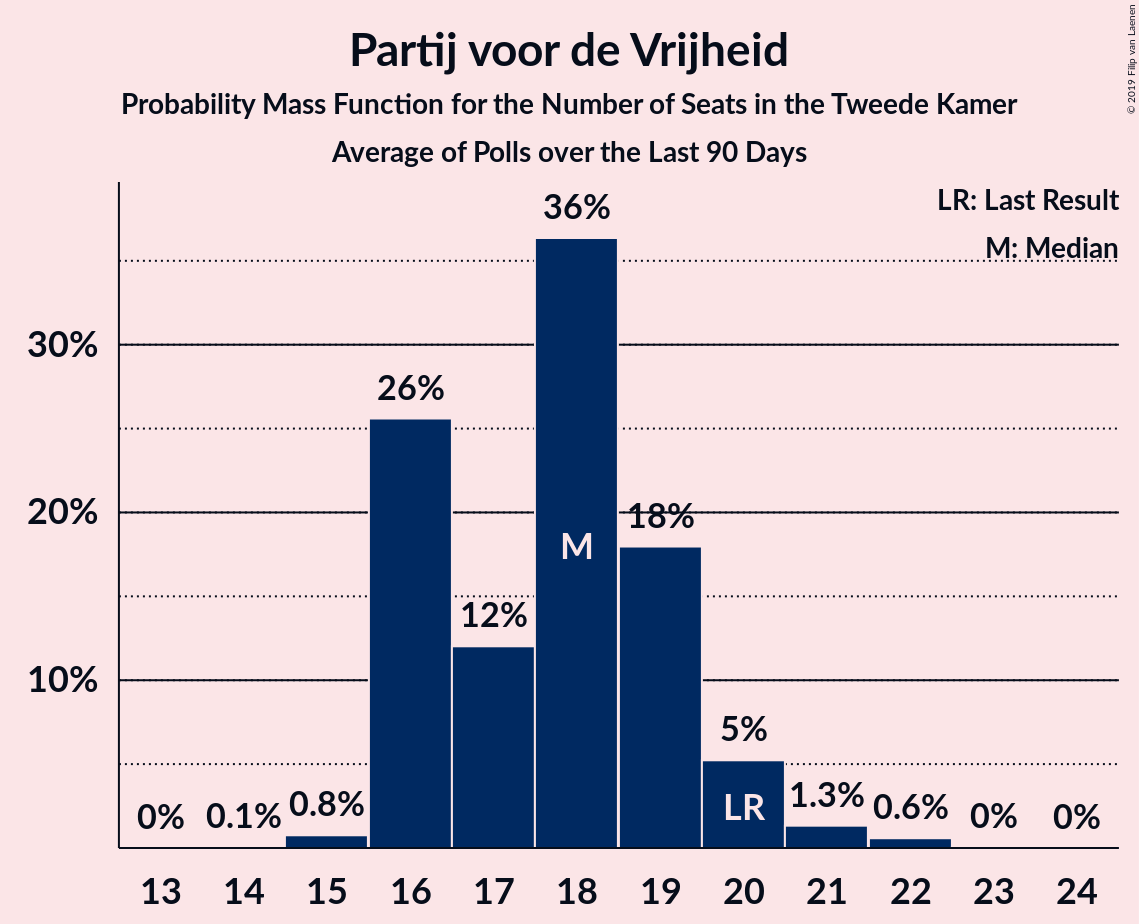 Partij voor de Vrijheid
Probability Mass Function for the Number of Seats in the Tweede Kamer
Average of Polls over the Last 90 Days
© 2019 Filip van Laenen
LR: Last Result
M: Median
36%
30%
26%
20%
18%
M
12%
10%
5%
LR
0%
0.1%
0.8%
1.3%
0.6%
0%
0%
13 14 15 16 17 18 19 20 21 22 23 24